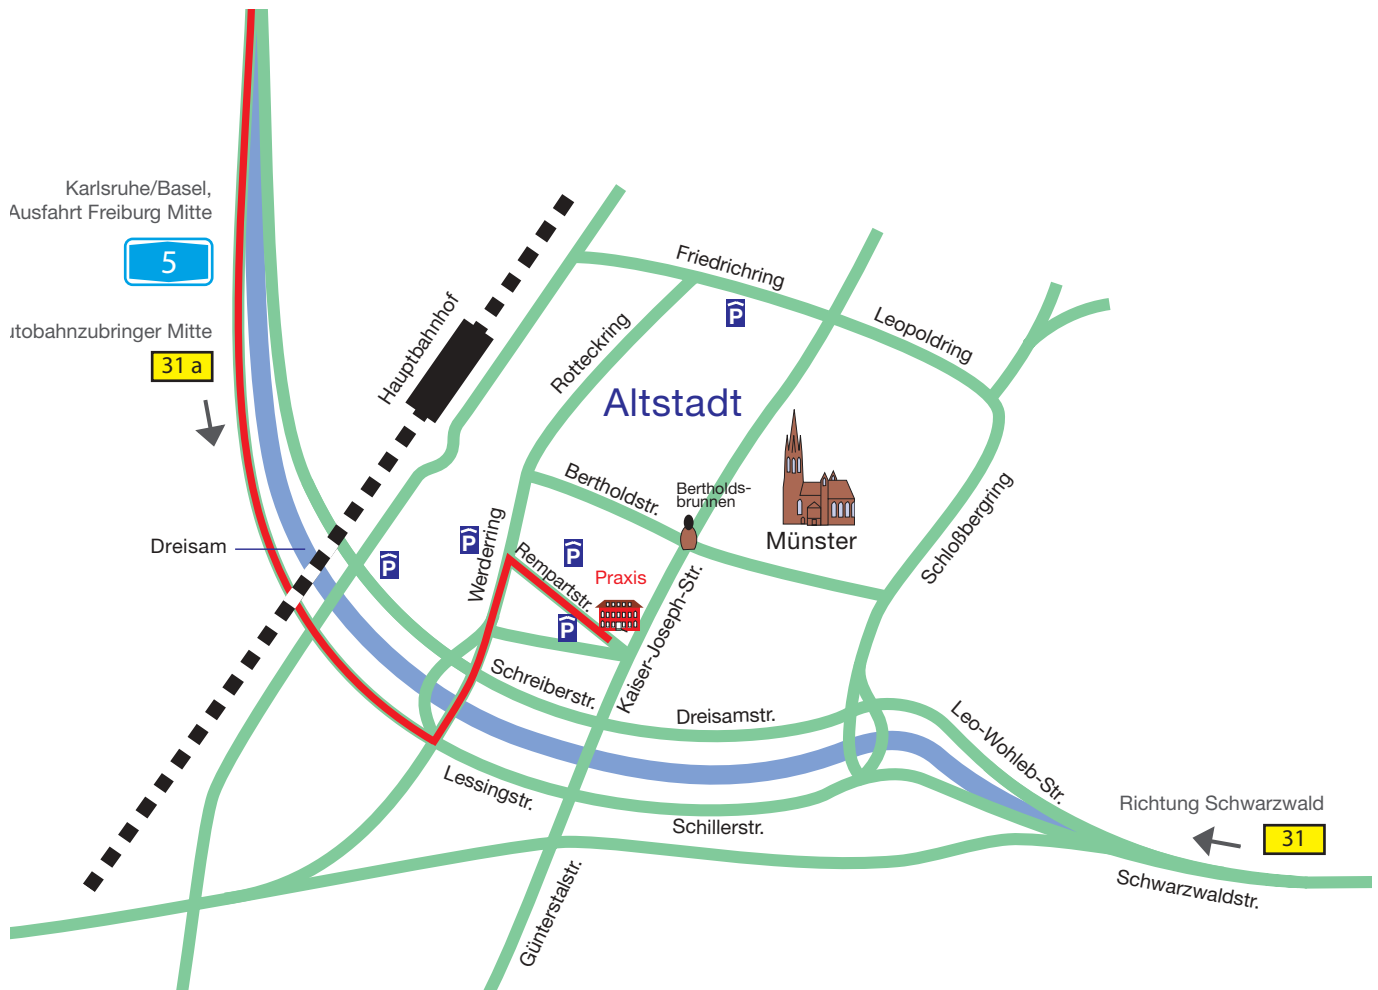 Karlsruhe/Basel,
Ausfahrt Freiburg Mitte
5
utobahnzubringer Mitte
31 a
Hauptbahnhof
Friedrichring
P
Leopoldring
Rotteckring
Altstadt
Bertholdstr.
Bertholds-
brunnen
Münster
Schloßbergring
Dreisam
P
P
P
Werderring
Rempartstr.
Praxis
P
Kaiser-Joseph-Str.
Schreiberstr.
Dreisamstr.
Leo-Wohleb-Str.
Lessingstr.
Schillerstr.
Richtung Schwarzwald
31
Schwarzwaldstr.
Günterstalstr.